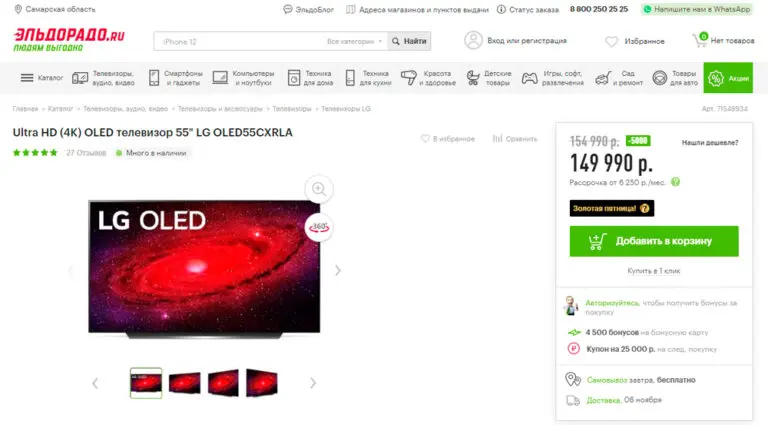 Самарская область
ЭльдоБлог
Адреса магазинов и пунктов выдачи
Статус заказа
8 800 250 25 25
Напишите нам в WhatsApp
ЭЛЬДОРАДО.RU
ЛЮДЯМ ВЫГОДНО
iPhone 12
Все категории
Найти
Вход или регистрация
Избранное
0
Нет товаров
Каталог
Телевизоры, аудио, видео
Смартфоны и гаджеты
Компьютеры и ноутбуки
Техника для дома
Техника для кухни
Красота и здоровье
Детские товары
Игры, софт, развлечения
Сад и ремонт
Товары для авто
Акции
Главная > Каталог > Телевизоры, аудио, видео > Телевизоры и аксессуары > Телевизоры > Телевизоры LG
Арт. 71548934
Ultra HD (4K) OLED телевизор 55" LG OLED55CXRLA
27 Отзывов
Много в наличии
В избранное
Сравнить
154 990 р.
-5000
Нашли дешевле?
149 990 р.
Рассрочка от 6 250 р./мес.
Золотая пятница!
Добавить в корзину
Купить в 1 клик
Авторизуйтесь, чтобы получить бонусы за
покупку
4 500 бонусов на бонусную карту
Купон на 25 000 р. на след. покупку
Самовывоз завтра, бесплатно
Доставка, 06 ноября
LG OLED
360°
LG OLED